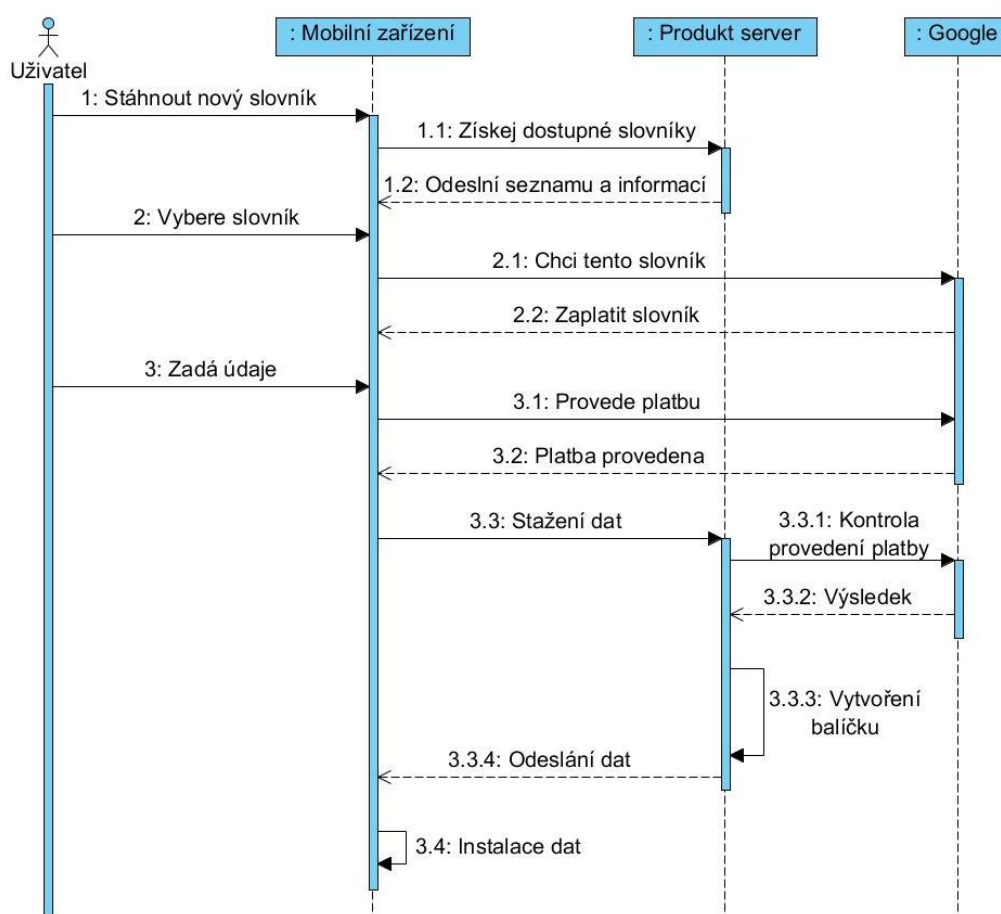 : Mobilní zařízení
: Produkt server
: Google
Uživatel
1: Stáhnout nový slovník
1.1: Získej dostupné slovníky
1.2: Odeslní seznamu a informací
2: Vybere slovník
2.1: Chci tento slovník
2.2: Zaplatit slovník
3: Zadá údaje
3.1: Provede platbu
3.2: Platba provedena
3.3: Stažení dat
3.3.1: Kontrola
provedení platby
3.3.2: Výsledek
3.3.3: Vytvoření
balíčku
3.3.4: Odeslání dat
3.4: Instalace dat